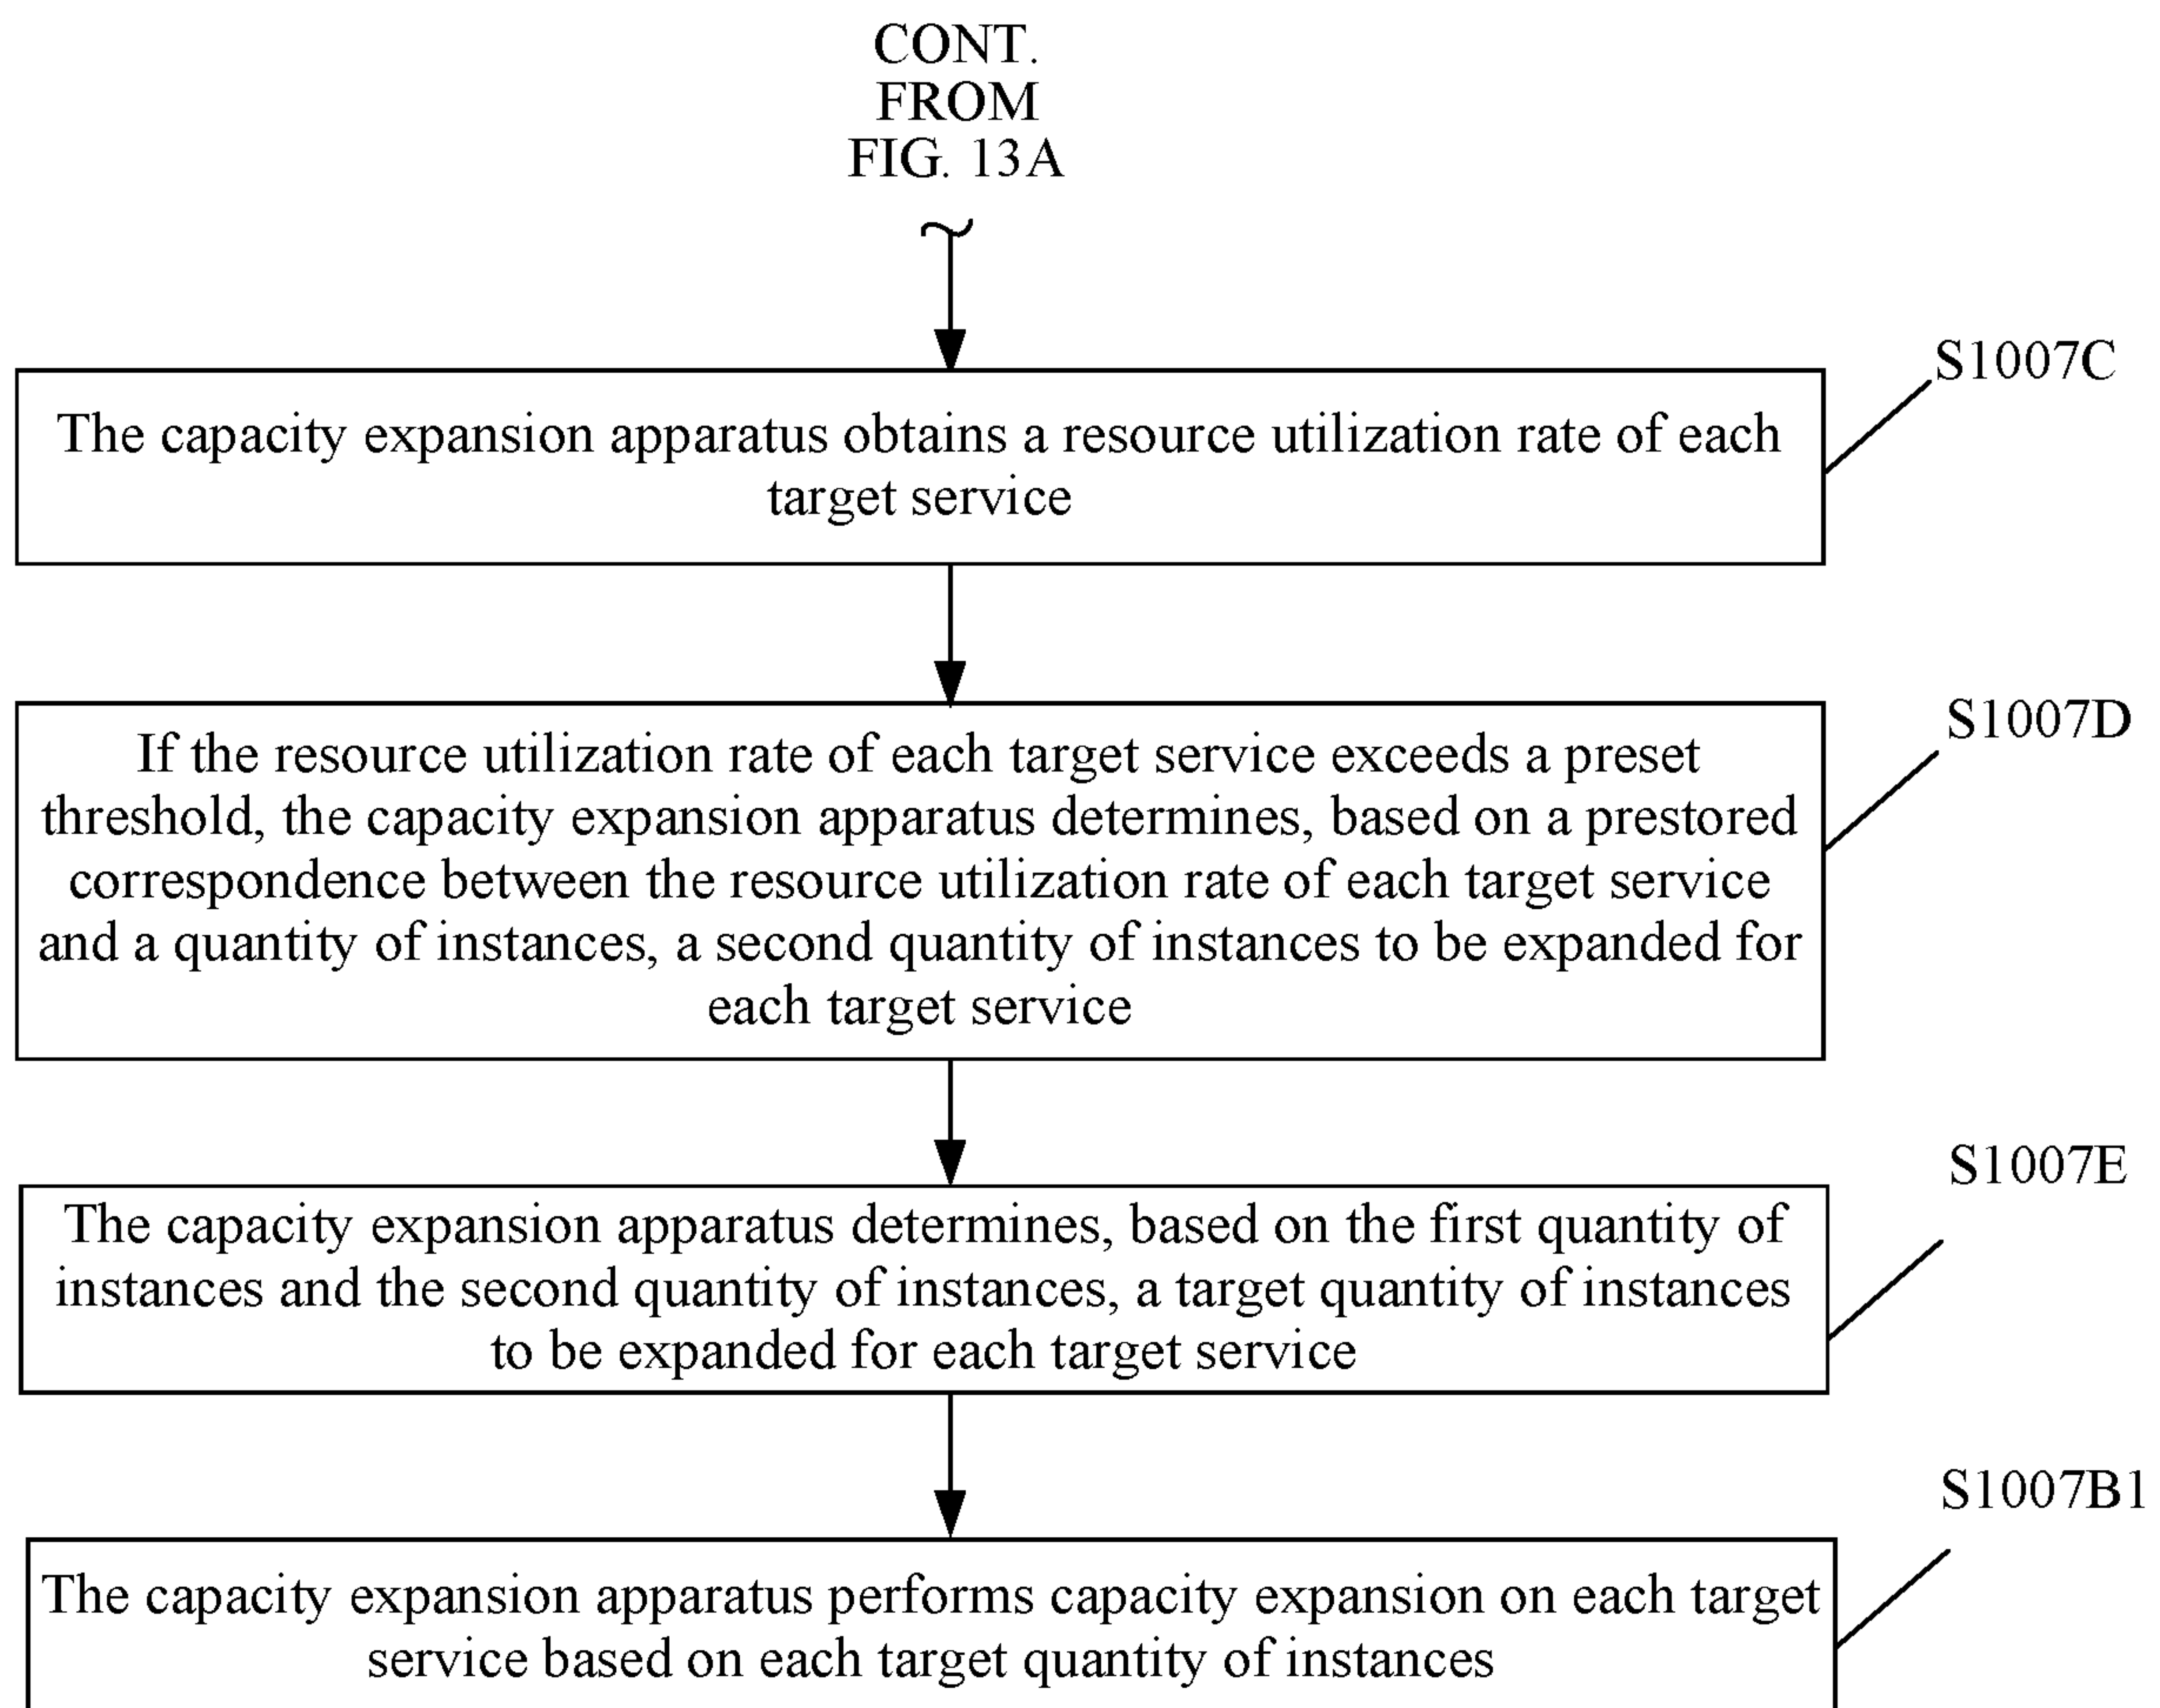 CONT.
FROM
FIG. 13A
S1007C
The capacity expansion apparatus obtains a resource utilization rate of each
target service
S1007D
If the resource utilization rate of each target service exceeds a preset
threshold, the capacity expansion apparatus determines, based on a prestored
correspondence between the resource utilization rate of each target service
and a quantity of instances, a second quantity of instances to be expanded for
each target service
S1007E
The capacity expansion apparatus determines, based on the first quantity of
instances and the second quantity of instances, a target quantity of instances
to be expanded for each target service
S1007B1
The capacity expansion apparatus performs capacity expansion on each target
service based on each target quantity of instances